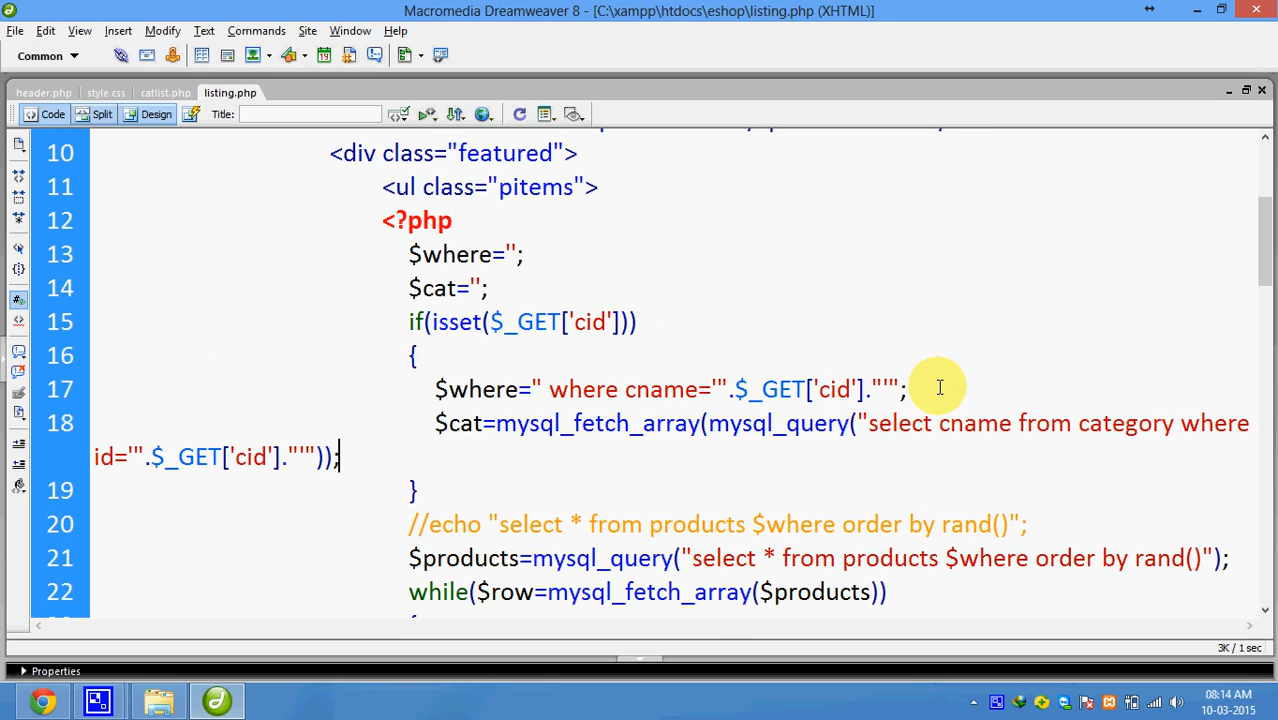 Macromedia Dreamweaver 8 - [C:\xampp\htdocs\eshop\listing.php (XHTML)]
File Edit View Insert Modify Text Commands Site Window Help
Common
header.php style.css catlist.php listing.php
Code Split Design Title:
10 <div class="featured">
11 <ul class="pitems">
12 <?php
13 $where='';
14 $cat='';
15 if(isset($_GET['cid']))
16 {
17 $where=" where cname='".$_GET['cid']."'";
18 $cat=mysql_fetch_array(mysql_query("select cname from category where
id='".$_GET['cid']."'"));
19 }
20 //echo "select * from products $where order by rand()";
21 $products=mysql_query("select * from products $where order by rand()");
22 while($row=mysql_fetch_array($products))
3K / 1 sec
Properties
08:14 AM
10-03-2015